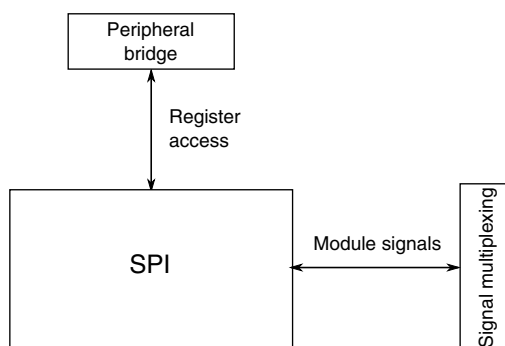 Peripheral
bridge
Register
access
SPI
Module signals
Signal multiplexing